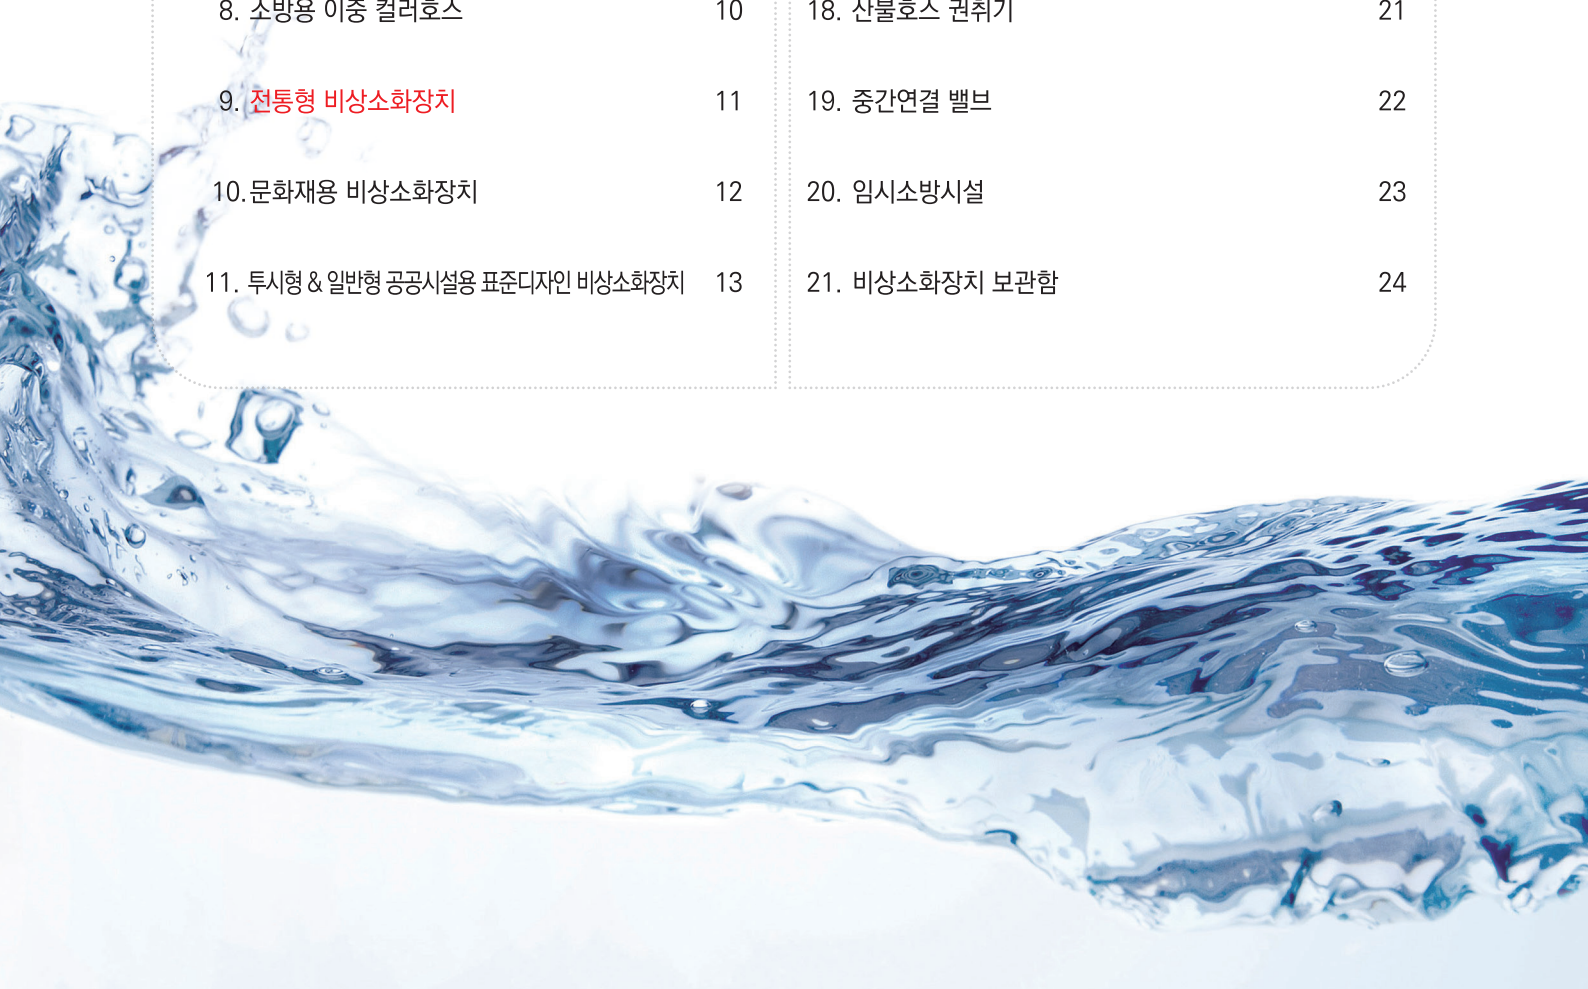 8. 소방용 이중 컬러호스 10
9. 전통형 비상소화장치 11
10. 문화재용 비상소화장치 12
11. 투시형 & 일반형 공공시설용 표준디자인 비상소화장치 13
18. 산불호스 권취기 21
19. 중간연결 밸브 22
20. 임시소방시설 23
21. 비상소화장치 보관함 24